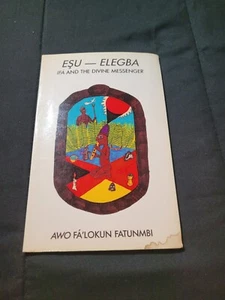 EṢU — ELEGBA
IFA AND THE DIVINE MESSENGER
AWO FÁ'LOKUN FATUNMBI